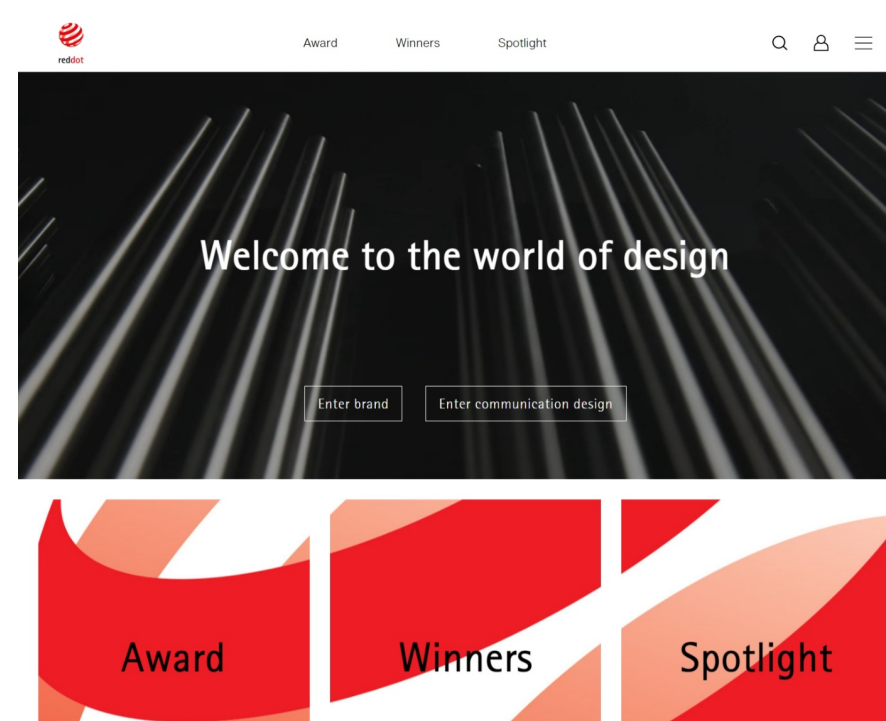 reddot
Award
Winners
Spotlight
Welcome to the world of design
Enter brand
Enter communication design
Award
Winners
Spotlight